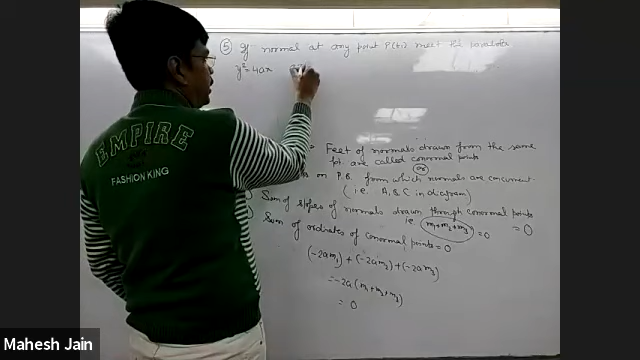 ⑤ If normal at any point P(t₁) meet the parabola
y² = 4ax
= Feet of normals drawn from the same
pt. are called conormal points
(or)
on P.B. from which normals are concurrent.
(i.e. A, B, C in diagram)
Sum of slopes of normals drawn through conormal points = 0
i.e. m₁+m₂+m₃ = 0
Sum of ordinates of conormal points = 0
(-2am₁) + (-2am₂) + (-2am₃)
= -2a(m₁+m₂+m₃)
= 0
EMPIRE
FASHION KING
Mahesh Jain